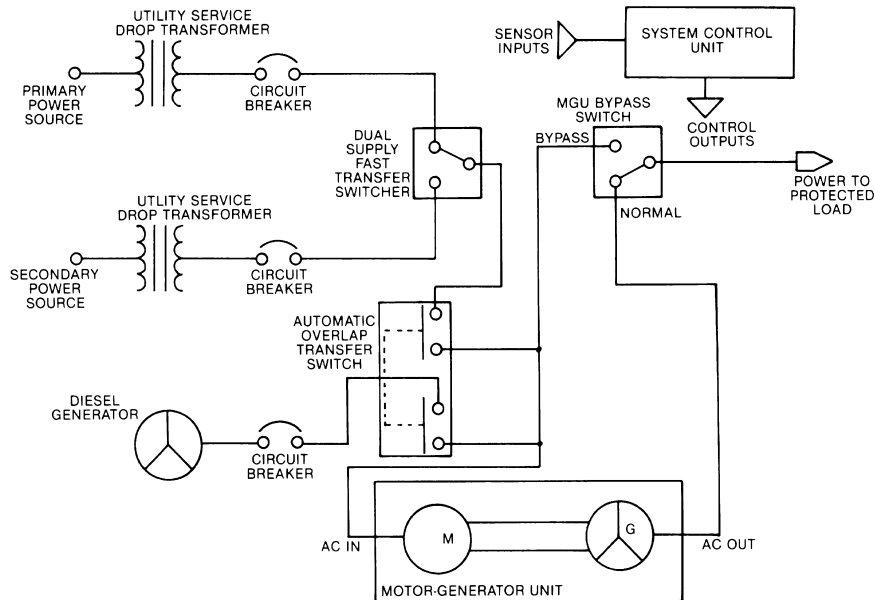 UTILITY SERVICE
DROP TRANSFORMER
PRIMARY
POWER
SOURCE
CIRCUIT
BREAKER
SENSOR
INPUTS
SYSTEM CONTROL
UNIT
CONTROL
OUTPUTS
MGU BYPASS
SWITCH
BYPASS
NORMAL
POWER TO
PROTECTED
LOAD
DUAL
SUPPLY
FAST
TRANSFER
SWITCHER
UTLITY SERVICE
DROP TRANSFORMER
SECONDARY
POWER
SOURCE
CIRCUIT
BREAKER
AUTOMATIC
OVERLAP
TRANSFER
SWITCH
DIESEL
GENERATOR
CIRCUIT
BREAKER
AC IN
M
G
AC OUT
MOTOR-GENERATOR UNIT